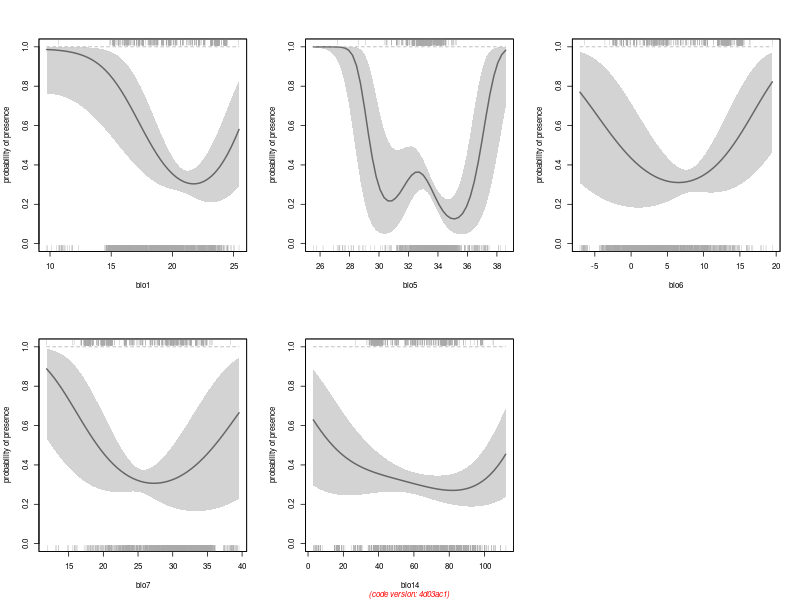 probability of presence
0.0 0.2 0.4 0.6 0.8 1.0
10 15 20 25
bio1
probability of presence
0.0 0.2 0.4 0.6 0.8 1.0
26 28 30 32 34 36 38
bio5
probability of presence
0.0 0.2 0.4 0.6 0.8 1.0
-5 0 5 10 15 20
bio6
probability of presence
0.0 0.2 0.4 0.6 0.8 1.0
15 20 25 30 35 40
bio7
probability of presence
0.0 0.2 0.4 0.6 0.8 1.0
0 20 40 60 80 100
bio14
(code version: 4d03ac1)